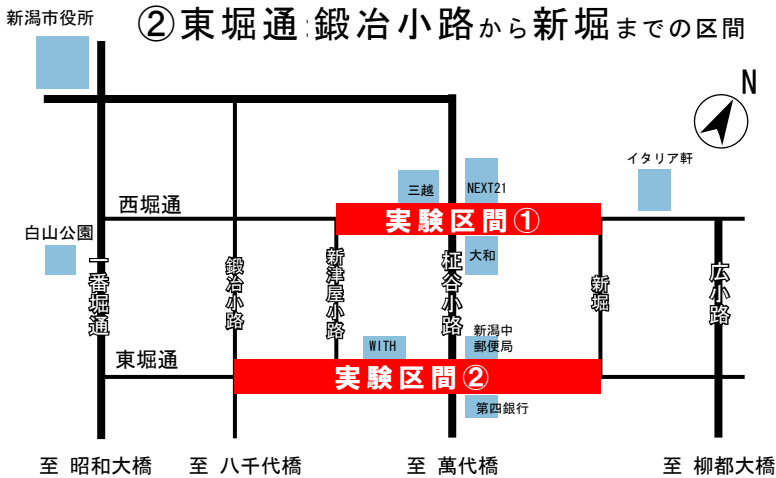 ②東堀通:鍛冶小路から新堀までの区間
新潟市役所
N
イタリア軒
三越
NEXT21
西堀通
実験区間①
白山公園
大和
一番堀通
鍛冶小路
新津屋小路
柾谷小路
新堀
広小路
新潟中
郵便局
WITH
東堀通
実験区間②
第四銀行
至 昭和大橋
至 八千代橋
至 萬代橋
至 柳都大橋